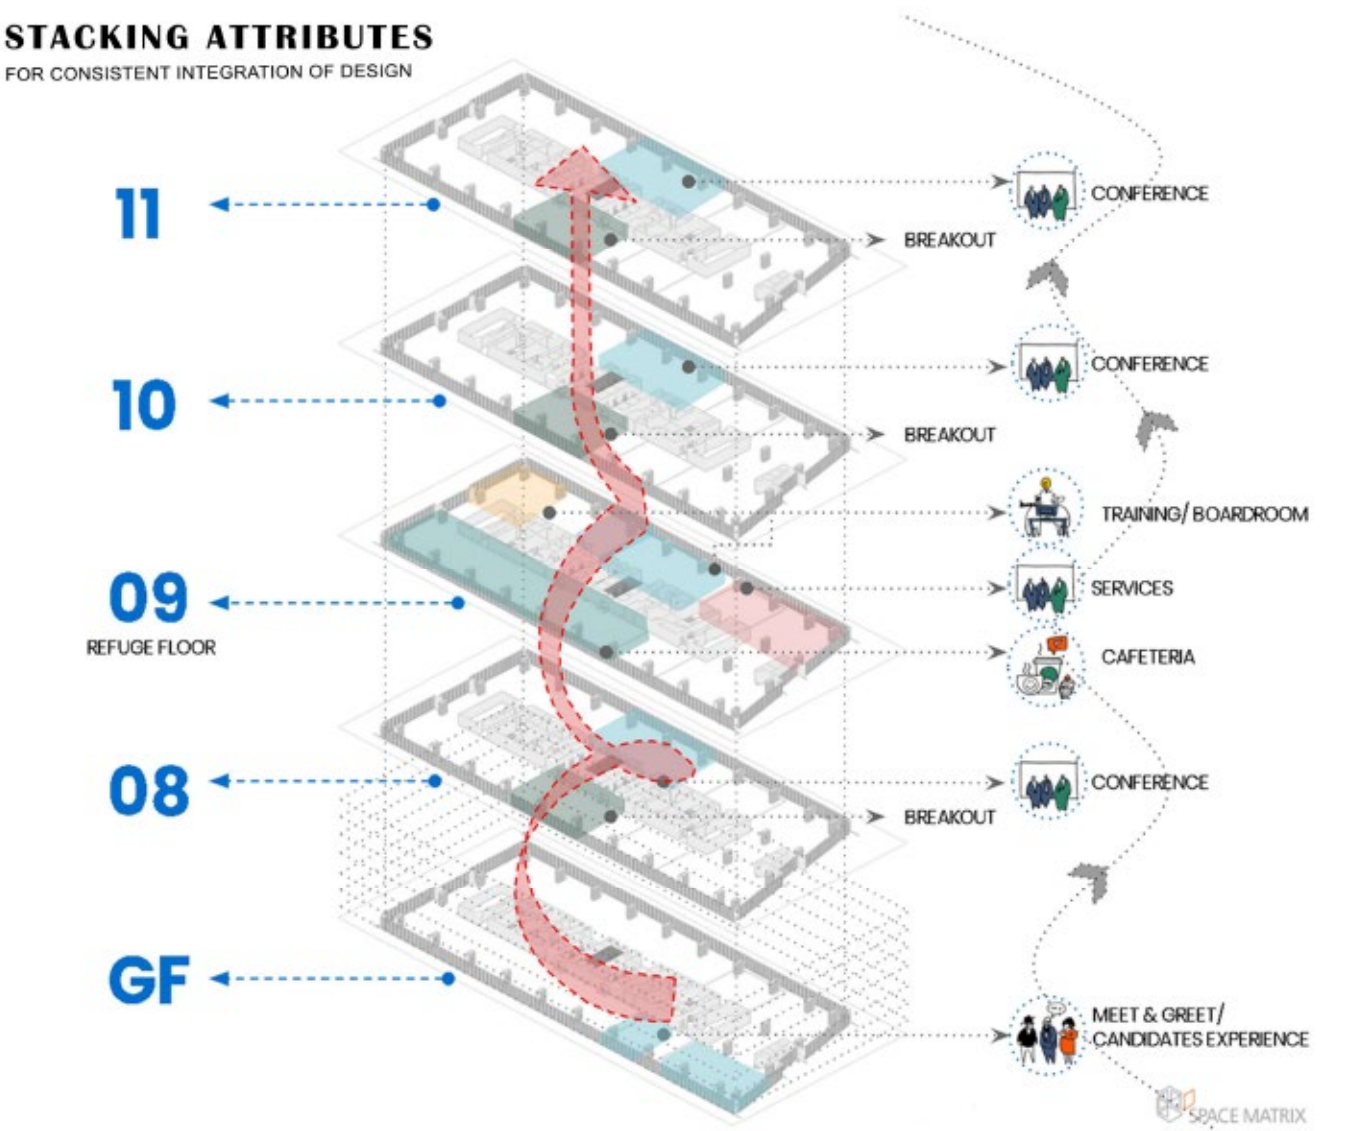 STACKING ATTRIBUTES
FOR CONSISTENT INTEGRATION OF DESIGN
11
CONFERENCE
BREAKOUT
10
CONFERENCE
BREAKOUT
TRAINING/ BOARDROOM
09
REFUGE FLOOR
SERVICES
CAFETERIA
08
CONFERENCE
BREAKOUT
GF
MEET & GREET/
CANDIDATES EXPERIENCE
SPACE MATRIX